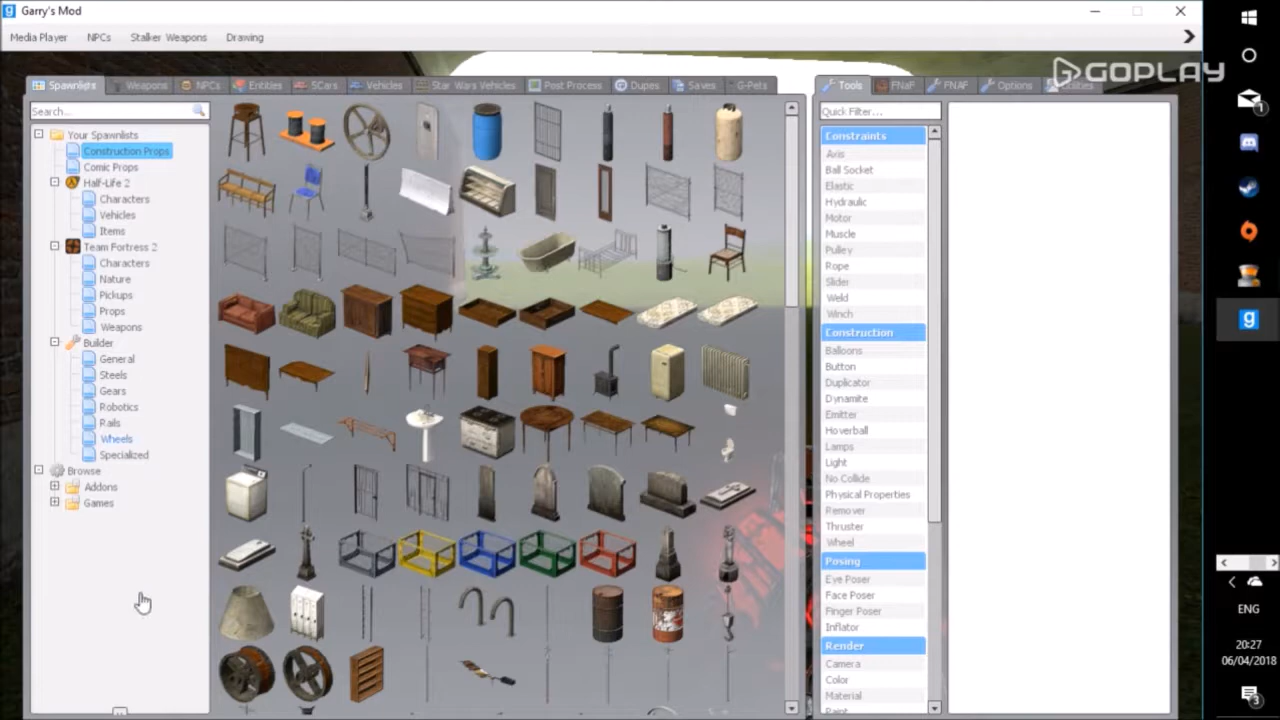 Garry's Mod
Media Player NPCs Stalker Weapons Drawing
GOPLAY
Spawnlists Weapons NPCs Entities SCars Vehicles Star Wars Vehicles Post Process Dupes Saves G-Pets
Tools FNaF FNAF Options Utilities
Search...
Your Spawnlists
Construction Props
Comic Props
Half-Life 2
Characters
Vehicles
Items
Team Fortress 2
Characters
Nature
Pickups
Props
Weapons
Builder
General
Steels
Gears
Robotics
Rails
Wheels
Specialized
Browse
Addons
Games
Quick Filter...
Constraints
Axis
Ball Socket
Elastic
Hydraulic
Motor
Muscle
Pulley
Rope
Slider
Weld
Winch
Construction
Balloons
Button
Duplicator
Dynamite
Emitter
Hoverball
Lamps
Light
No Collide
Physical Properties
Remover
Thruster
Wheel
Posing
Eye Poser
Face Poser
Finger Poser
Inflator
Render
Camera
Color
Material
Paint
1
ENG
20:27
06/04/2018
3